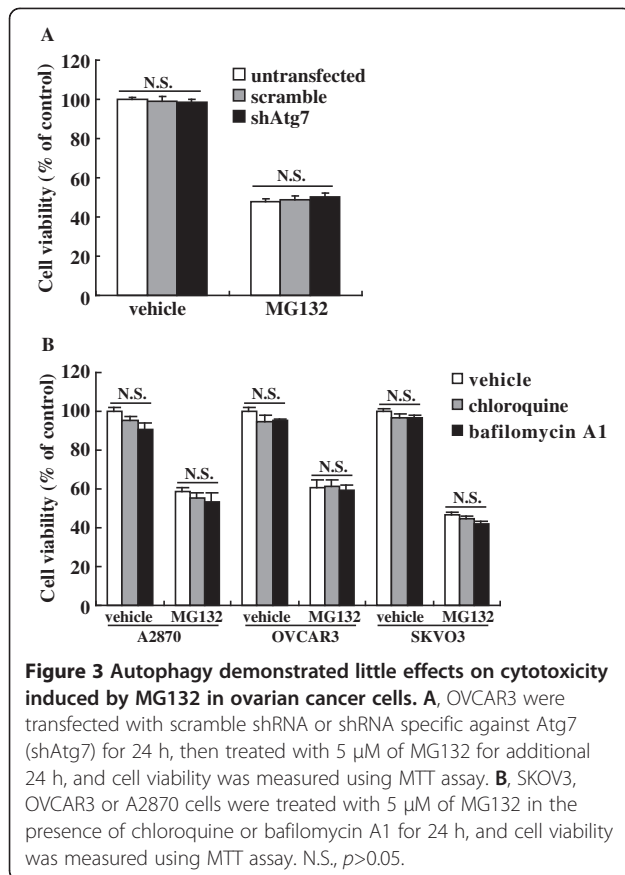 A
Cell viability (% of control)
120
100
80
60
40
20
0
N.S.
N.S.
untransfected
scramble
shAtg7
vehicle
MG132
B
Cell viability (% of control)
120
100
80
60
40
20
0
N.S.
N.S.
N.S.
N.S.
N.S.
N.S.
vehicle
chloroquine
bafilomycin A1
vehicle MG132 vehicle MG132 vehicle MG132
A2870 OVCAR3 SKVO3
Figure 3 Autophagy demonstrated little effects on cytotoxicity
induced by MG132 in ovarian cancer cells. A, OVCAR3 were
transfected with scramble shRNA or shRNA specific against Atg7
(shAtg7) for 24 h, then treated with 5 μM of MG132 for additional
24 h, and cell viability was measured using MTT assay. B, SKOV3,
OVCAR3 or A2870 cells were treated with 5 μM of MG132 in the
presence of chloroquine or bafilomycin A1 for 24 h, and cell viability
was measured using MTT assay. N.S., p>0.05.